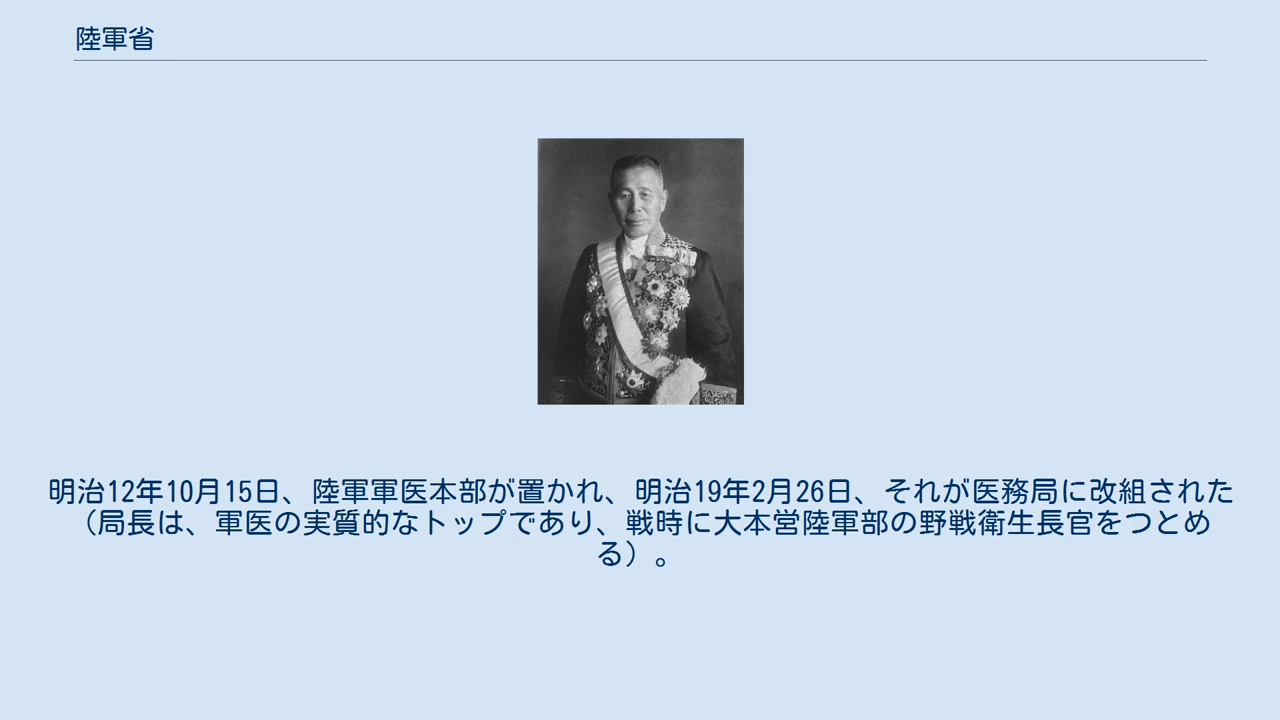 陸軍省
明治12年10月15日、陸軍軍医本部が置かれ、明治19年2月26日、それが医務局に改組された
（局長は、軍医の実質的なトップであり、戦時に大本営陸軍部の野戦衛生長官をつとめ
る）。